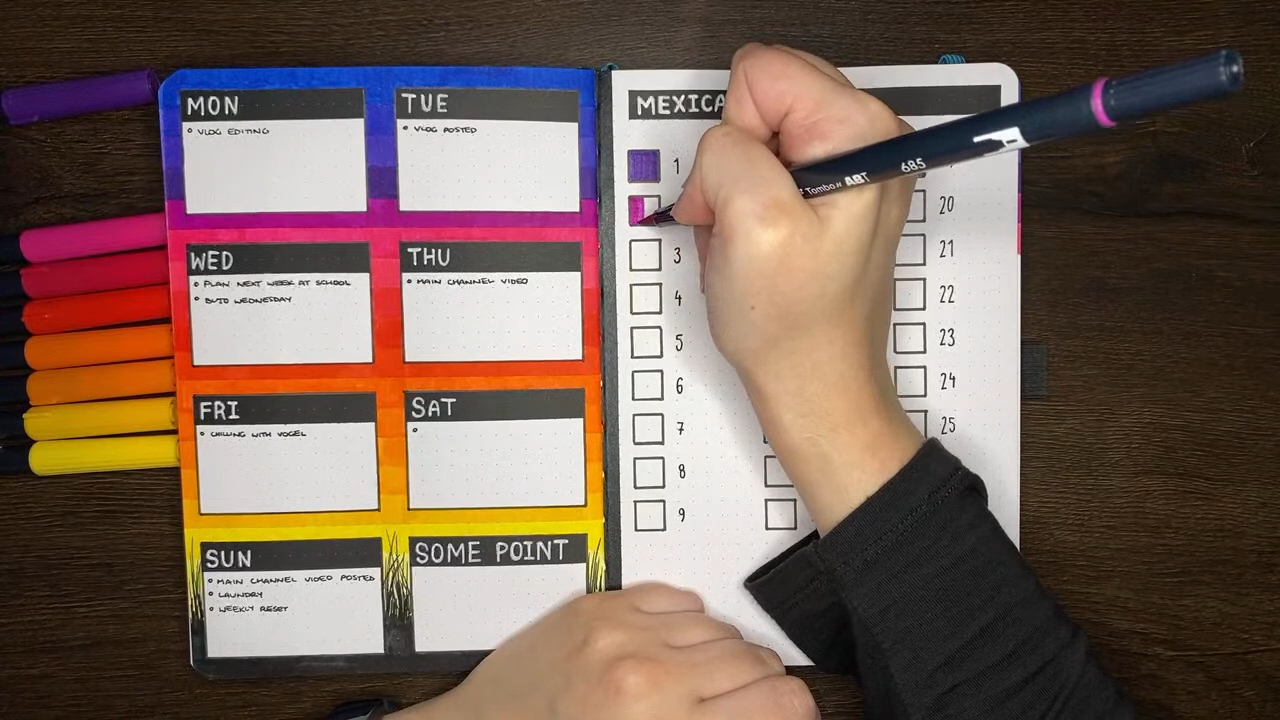 MON
VLOG EDITING
TUE
VLOG POSTED
WED
PLAN NEXT WEEK AT SCHOOL
BUJO WEDNESDAY
THU
MAIN CHANNEL VIDEO
FRI
CHILLING WITH VOGEL
SAT
SUN
MAIN CHANNEL VIDEO POSTED
LAUNDRY
WEEKLY RESET
SOME POINT
MEXICA
1
3
4
5
6
7
8
9
20
21
22
23
24
25
Tombow ABT 685